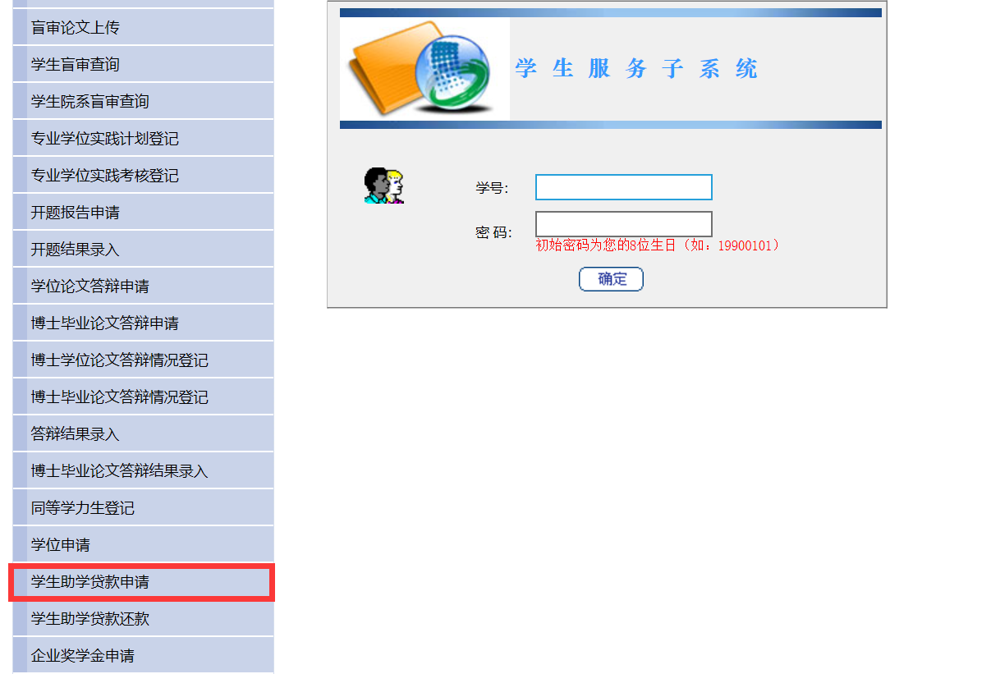 盲审论文上传
学生盲审查询
学生院系盲审查询
专业学位实践计划登记
专业学位实践考核登记
开题报告申请
开题结果录入
学位论文答辩申请
博士毕业论文答辩申请
博士学位论文答辩情况登记
博士毕业论文答辩情况登记
答辩结果录入
博士毕业论文答辩结果录入
同等学力生登记
学位申请
学生助学贷款申请
学生助学贷款还款
企业奖学金申请
学生服务子系统
学号：
密 码：
初始密码为您的8位生日（如：19900101）
确定